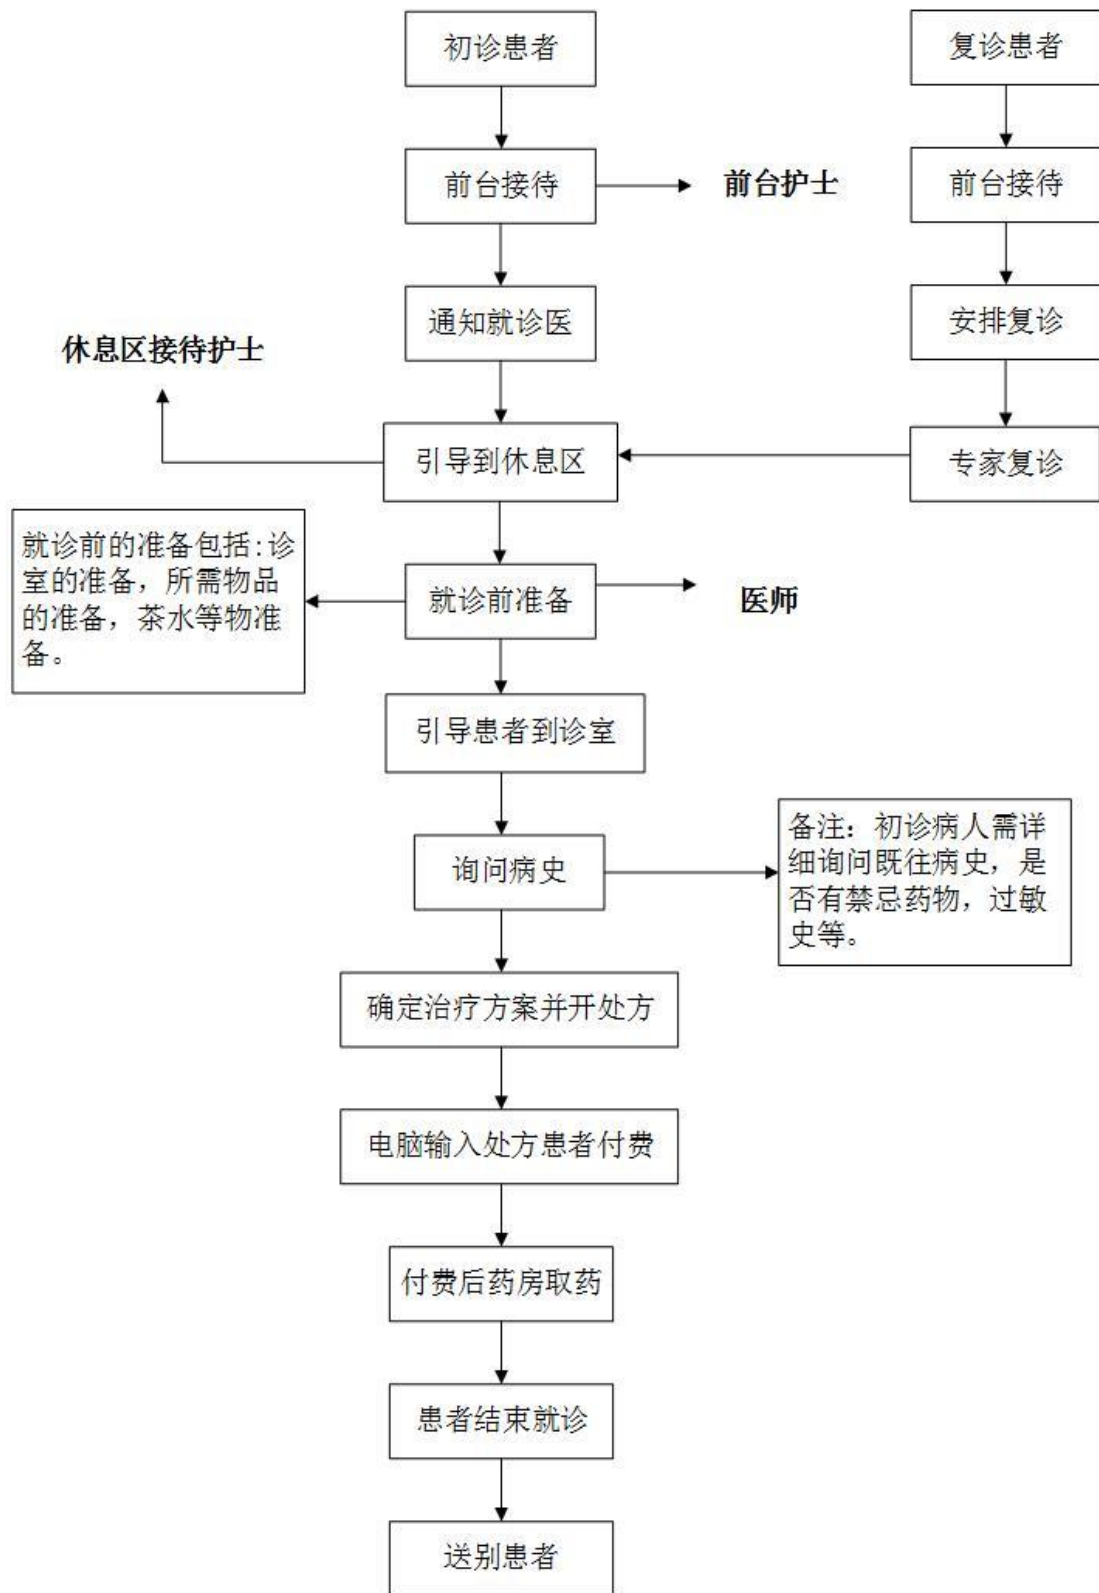 初诊患者
复诊患者
前台接待
前台护士
前台接待
通知就诊医
安排复诊
休息区接待护士
引导到休息区
专家复诊
就诊前的准备包括:诊
室的准备，所需物品
的准备，茶水等物准
备。
就诊前准备
医师
引导患者到诊室
询问病史
备注：初诊病人需详
细询问既往病史，是
否有禁忌药物，过敏
史等。
确定治疗方案并开处方
电脑输入处方患者付费
付费后药房取药
患者结束就诊
送别患者